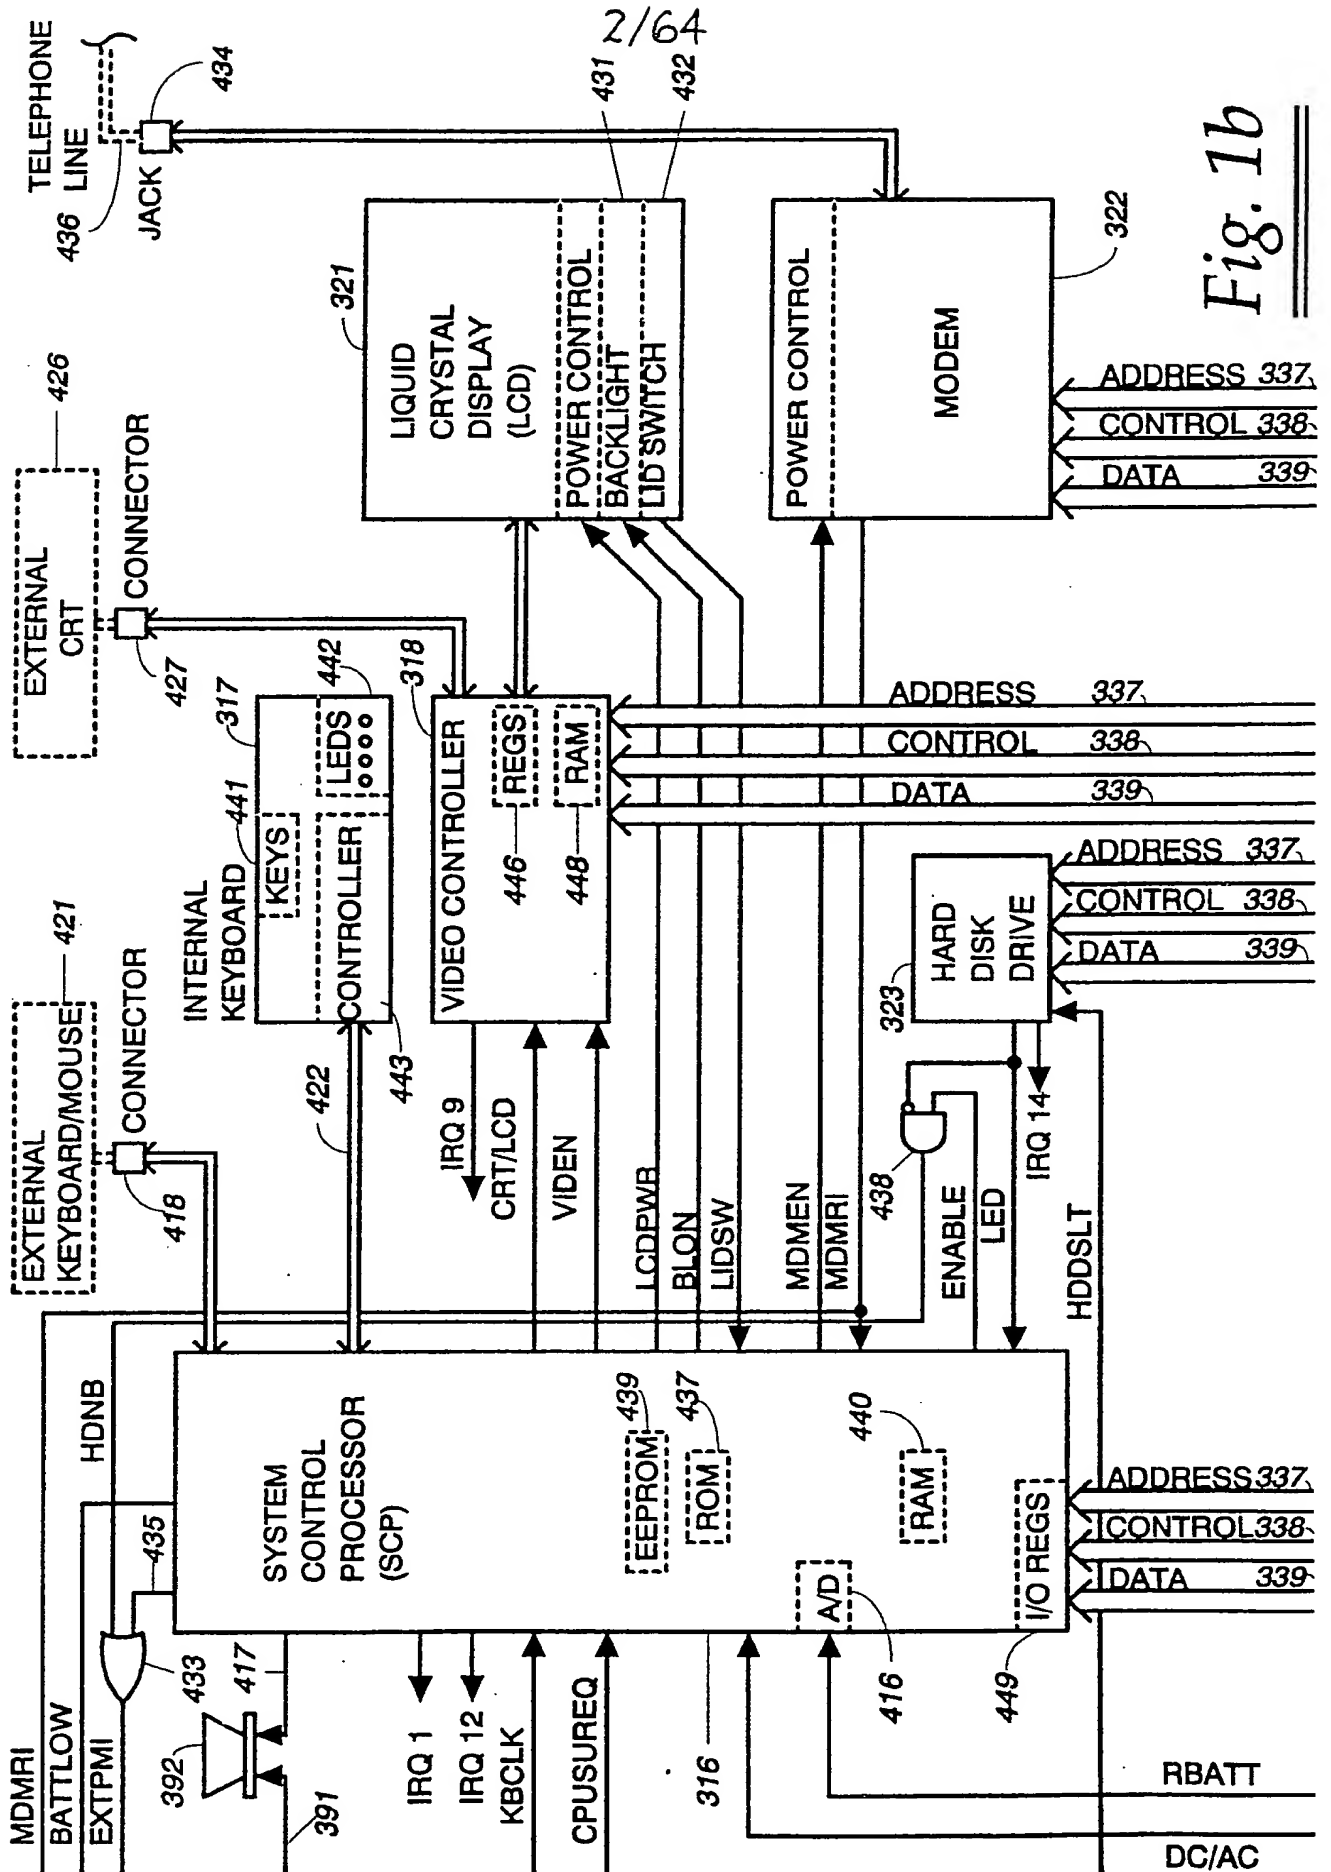 2/64
TELEPHONE
LINE
436
JACK
434
EXTERNAL
CRT
426
CONNECTOR
427
EXTERNAL
KEYBOARD/MOUSE
421
CONNECTOR
418
INTERNAL
KEYBOARD
317
441
KEYS
CONTROLLER
LEDS
442
443
422
LIQUID
CRYSTAL
DISPLAY
(LCD)
321
POWER CONTROL
BACKLIGHT
LID SWITCH
431
432
VIDEO CONTROLLER
318
REGS
446
RAM
448
ADDRESS 337
CONTROL 338
DATA 339
POWER CONTROL
MODEM
322
ADDRESS 337
CONTROL 338
DATA 339
HARD
DISK
DRIVE
323
ADDRESS 337
CONTROL 338
DATA 339
IRQ 9
CRT/LCD
VIDEN
LCDPWR
BLON
LIDSW
MDMEN
MDMRI
438
ENABLE
LED
IRQ 14
HDDSLT
HDNB
435
SYSTEM
CONTROL
PROCESSOR
(SCP)
EEPROM
439
ROM
437
RAM
440
A/D
416
I/O REGS
449
ADDRESS 337
CONTROL 338
DATA 339
MDMRI
BATTLOW
EXTPMI
433
392
417
391
IRQ 1
IRQ 12
KBCLK
CPUSUREQ
316
RBATT
DC/AC
Fig. 1b